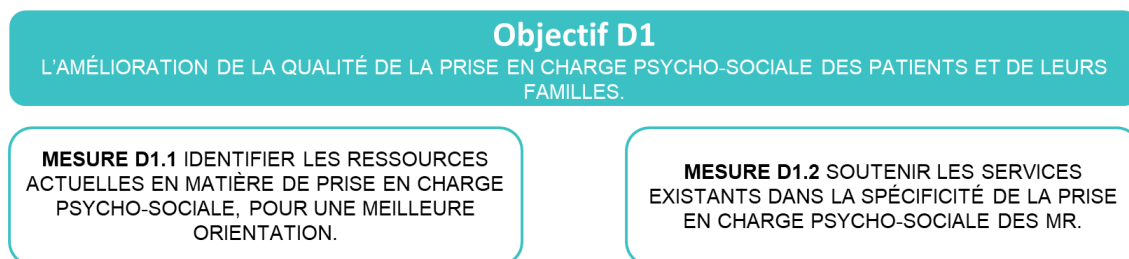 Objectif D1
L'AMÉLIORATION DE LA QUALITÉ DE LA PRISE EN CHARGE PSYCHO-SOCIALE DES PATIENTS ET DE LEURS
FAMILLES.
MESURE D1.1 IDENTIFIER LES RESSOURCES
ACTUELLES EN MATIÈRE DE PRISE EN CHARGE
PSYCHO-SOCIALE, POUR UNE MEILLEURE
ORIENTATION.
MESURE D1.2 SOUTENIR LES SERVICES
EXISTANTS DANS LA SPÉCIFICITÉ DE LA PRISE
EN CHARGE PSYCHO-SOCIALE DES MR.